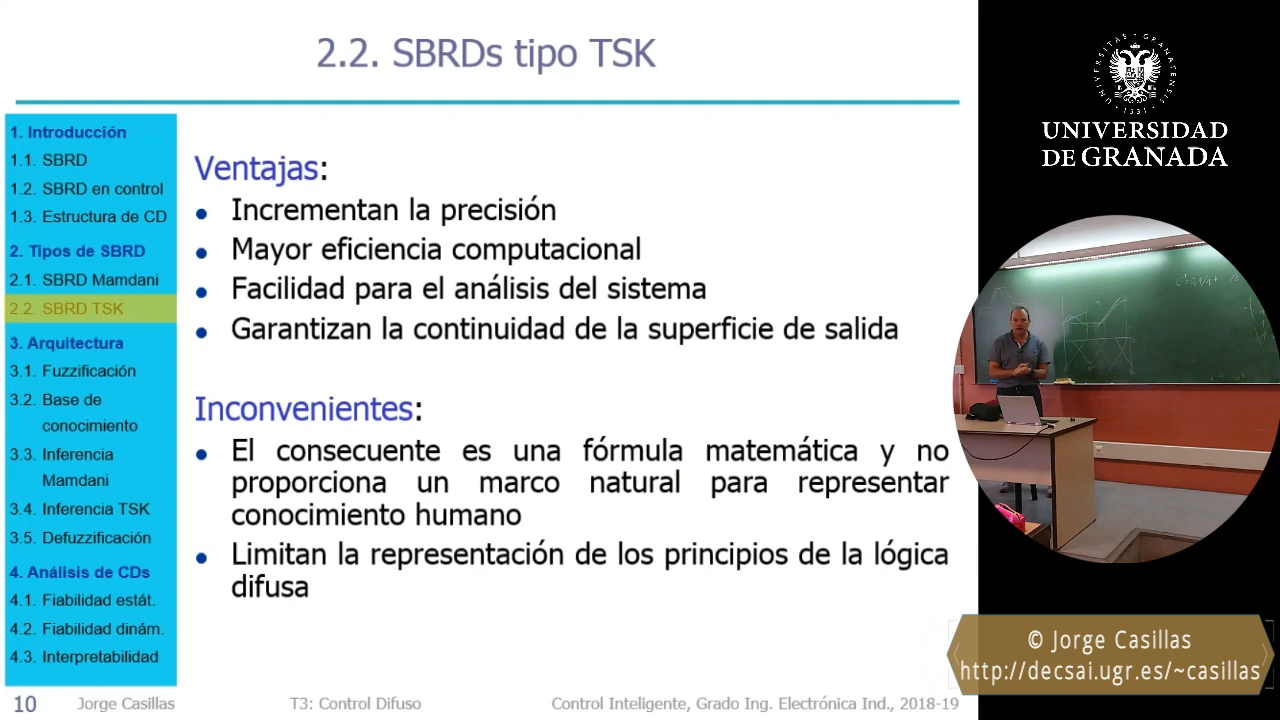 2.2. SBRDs tipo TSK
1. Introducción
1.1. SBRD
1.2. SBRD en control
1.3. Estructura de CD
2. Tipos de SBRD
2.1. SBRD Mamdani
2.2. SBRD TSK
3. Arquitectura
3.1. Fuzzificación
3.2. Base de
conocimiento
3.3. Inferencia
Mamdani
3.4. Inferencia TSK
3.5. Defuzzificación
4. Análisis de CDs
4.1. Fiabilidad estát.
4.2. Fiabilidad dinám.
4.3. Interpretabilidad
Ventajas:
• Incrementan la precisión
• Mayor eficiencia computacional
• Facilidad para el análisis del sistema
• Garantizan la continuidad de la superficie de salida
Inconvenientes:
• El consecuente es una fórmula matemática y no
proporciona un marco natural para representar
conocimiento humano
• Limitan la representación de los principios de la lógica
difusa
10 Jorge Casillas T3: Control Difuso Control Inteligente, Grado Ing. Electrónica Ind., 2018-19
UNIVERSITAS · GRANATENSIS · 1531
UNIVERSIDAD
DE GRANADA
© Jorge Casillas
http://decsai.ugr.es/~casillas